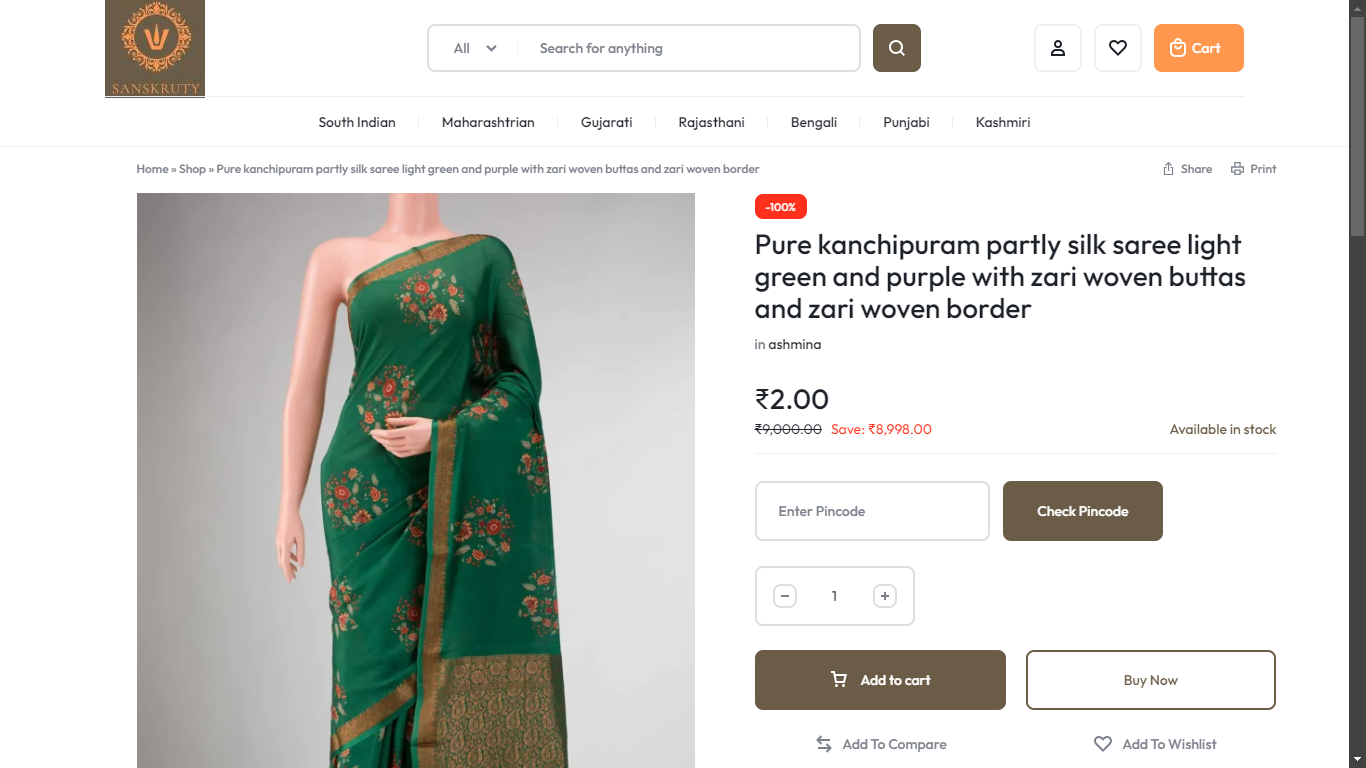 SANSKRUTY
All
Search for anything
Cart
South Indian
Maharashtrian
Gujarati
Rajasthani
Bengali
Punjabi
Kashmiri
Home » Shop » Pure kanchipuram partly silk saree light green and purple with zari woven buttas and zari woven border
Share
Print
-100%
Pure kanchipuram partly silk saree light
green and purple with zari woven buttas
and zari woven border
in ashmina
₹2.00
₹9,000.00 Save: ₹8,998.00
Available in stock
Enter Pincode
Check Pincode
1
Add to cart
Buy Now
Add To Compare
Add To Wishlist